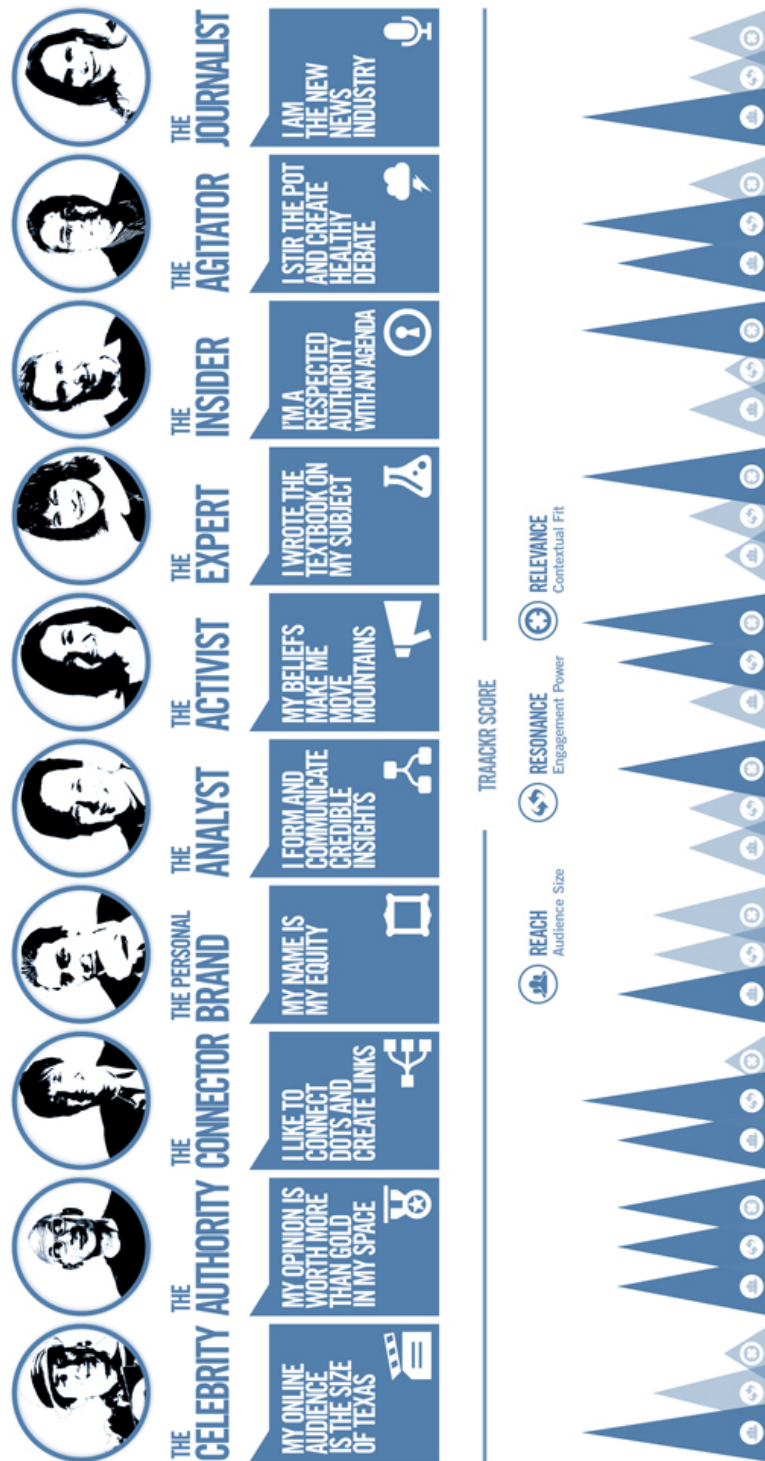 THE
CELEBRITY
MY ONLINE
AUDIENCE
IS THE SIZE
OF TEXAS
THE
AUTHORITY
MY OPINION IS
WORTH MORE
THAN GOLD
IN MY SPACE
THE
CONNECTOR
I LIKE TO
CONNECT
DOTS AND
CREATE LINKS
THE PERSONAL
BRAND
MY NAME IS
MY EQUITY
THE
ANALYST
I FORM AND
COMMUNICATE
CREDIBLE
INSIGHTS
THE
ACTIVIST
MY BELIEFS
MAKE ME
MOVE
MOUNTAINS
THE
EXPERT
I WROTE THE
TEXTBOOK ON
MY SUBJECT
THE
INSIDER
I'M A
RESPECTED
AUTHORITY
WITH AN AGENDA
THE
AGITATOR
I STIR THE POT
AND CREATE
HEALTHY
DEBATE
THE
JOURNALIST
I AM
THE NEW
NEWS
INDUSTRY
TRAACKR SCORE
REACH
Audience Size
RESONANCE
Engagement Power
RELEVANCE
Contextual Fit